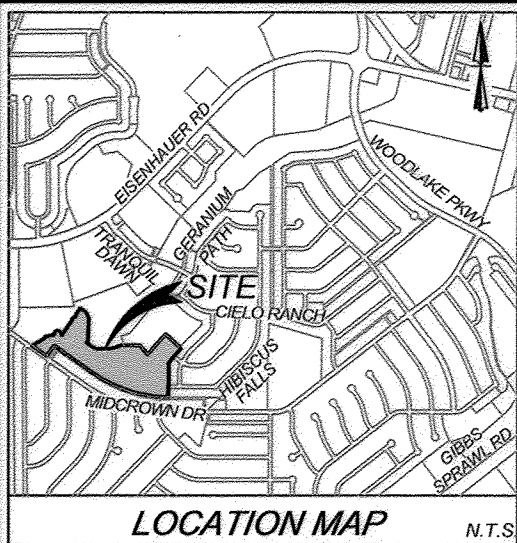 EISENHAUER RD
WOODLAKE PKWY
GERANIUM
PATH
TRANQUIL
DAWN
SITE
CIELO RANCH
HIBISCUS
FALLS
MIDCROWN DR
GIBBS
SPRAWL RD
LOCATION MAP
N.T.S.